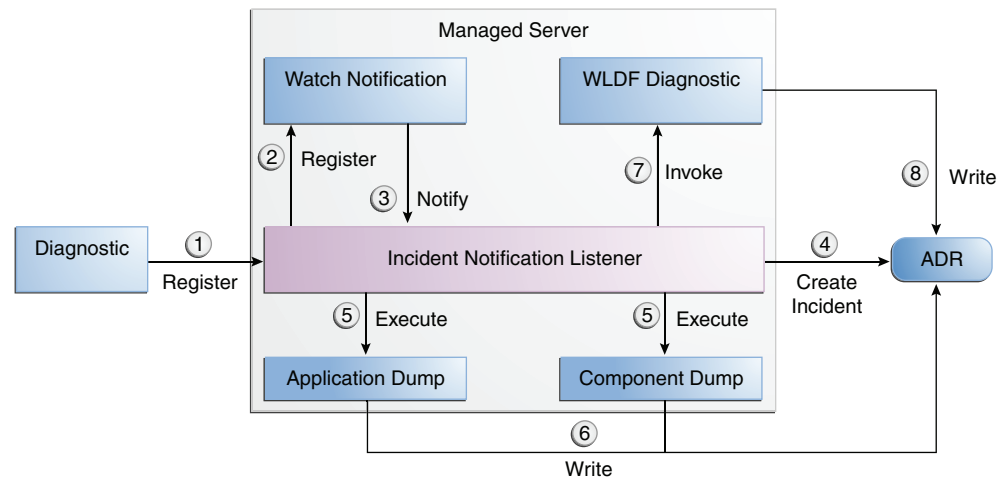 Managed Server
Watch Notification
WLDF Diagnostic
2
Register
3
Notify
7
Invoke
8
Write
Diagnostic
1
Register
Incident Notification Listener
4
Create
Incident
ADR
5
Execute
5
Execute
Application Dump
Component Dump
6
Write